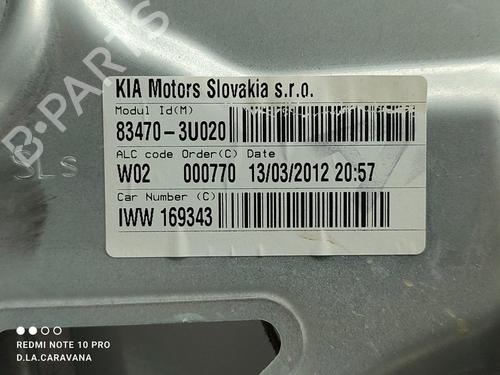 KIA Motors Slovakia s.r.o.
Modul Id(M)
83470-3U020
ALC code Order(C) Date
W02 000770 13/03/2012 20:57
Car Number (C)
IWW 169343
SLS
B-PARTS
REDMI NOTE 10 PRO
D.LA.CARAVANA